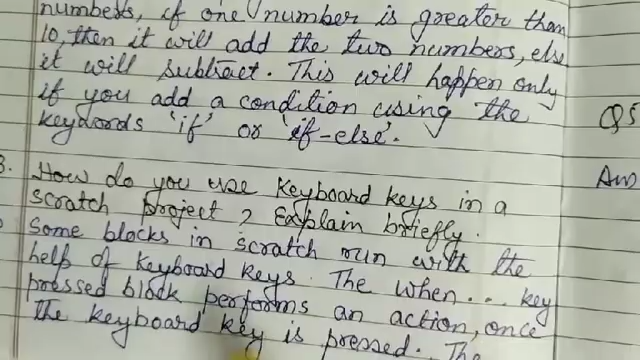 numbers, if one number is greater than
10, then it will add the two numbers, else
it will subtract. This will happen only
if you add a condition using the
keywords 'if' or 'if-else'.
Q5
Ans
3. How do you use keyboard keys in a
scratch project? Explain briefly.
Some blocks in scratch run with the
help of keyboard keys. The when... key
pressed block performs an action, once
the keyboard key is pressed. The